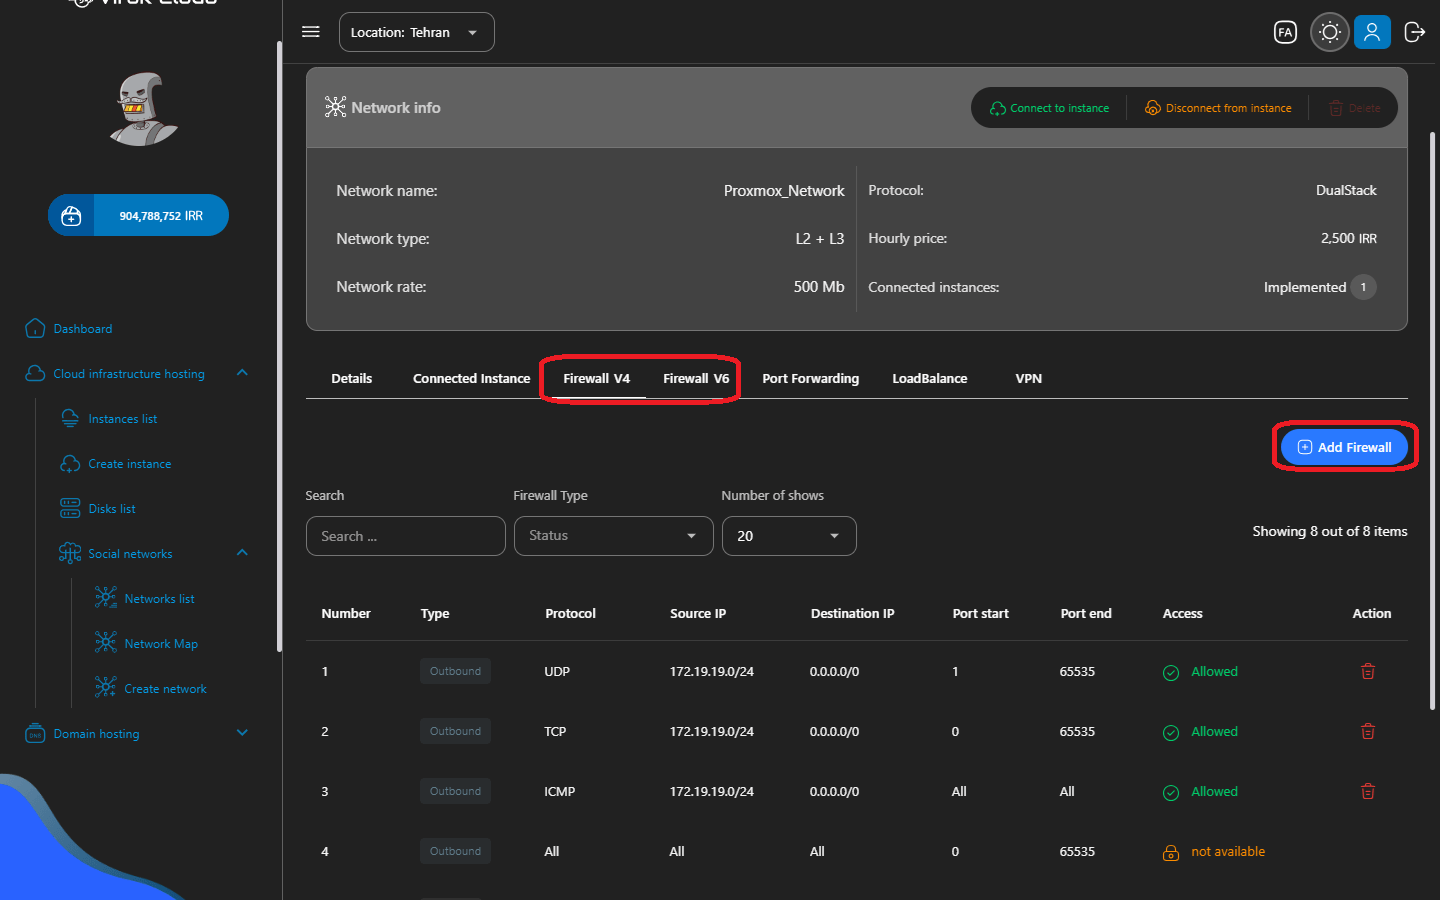 Location: Tehran
FA
Network info
Connect to instance
Disconnect from instance
Delete
904,788,752 IRR
Network name: Proxmox_Network
Protocol: DualStack
Network type: L2 + L3
Hourly price: 2,500 IRR
Network rate: 500 Mb
Connected instances: Implemented 1
Dashboard
Cloud infrastructure hosting
Instances list
Create instance
Disks list
Social networks
Networks list
Network Map
Create network
Domain hosting
DNS
Details Connected Instance Firewall V4 Firewall V6 Port Forwarding LoadBalance VPN
Add Firewall
Search Firewall Type Number of shows
Search ... Status 20
Showing 8 out of 8 items
Number Type Protocol Source IP Destination IP Port start Port end Access Action
1 Outbound UDP 172.19.19.0/24 0.0.0.0/0 1 65535 Allowed
2 Outbound TCP 172.19.19.0/24 0.0.0.0/0 0 65535 Allowed
3 Outbound ICMP 172.19.19.0/24 0.0.0.0/0 All All Allowed
4 Outbound All All All 0 65535 not available